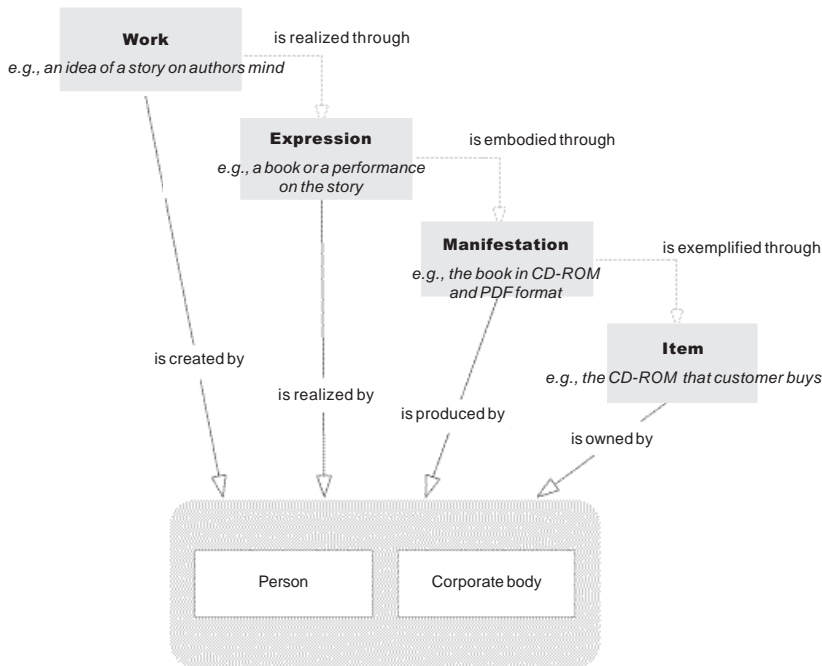 Work
e.g., an idea of a story on authors mind
is realized through
Expression
e.g., a book or a performance
on the story
is embodied through
Manifestation
e.g., the book in CD-ROM
and PDF format
is exemplified through
Item
e.g., the CD-ROM that customer buys
is created by
is realized by
is produced by
is owned by
Person
Corporate body